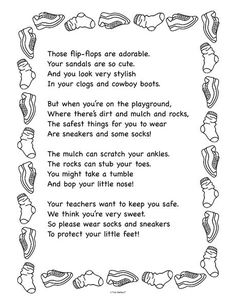 Those flip-flops are adorable.
Your sandals are so cute.
And you look very stylish
In your clogs and cowboy boots.
But when you're on the playground,
Where there's dirt and mulch and rocks,
The safest things for you to wear
Are sneakers and some socks!
The mulch can scratch your ankles.
The rocks can stub your toes.
You might take a tumble
And bop your little nose!
Your teachers want to keep you safe.
We think you're very sweet.
So please wear socks and sneakers
To protect your little feet!